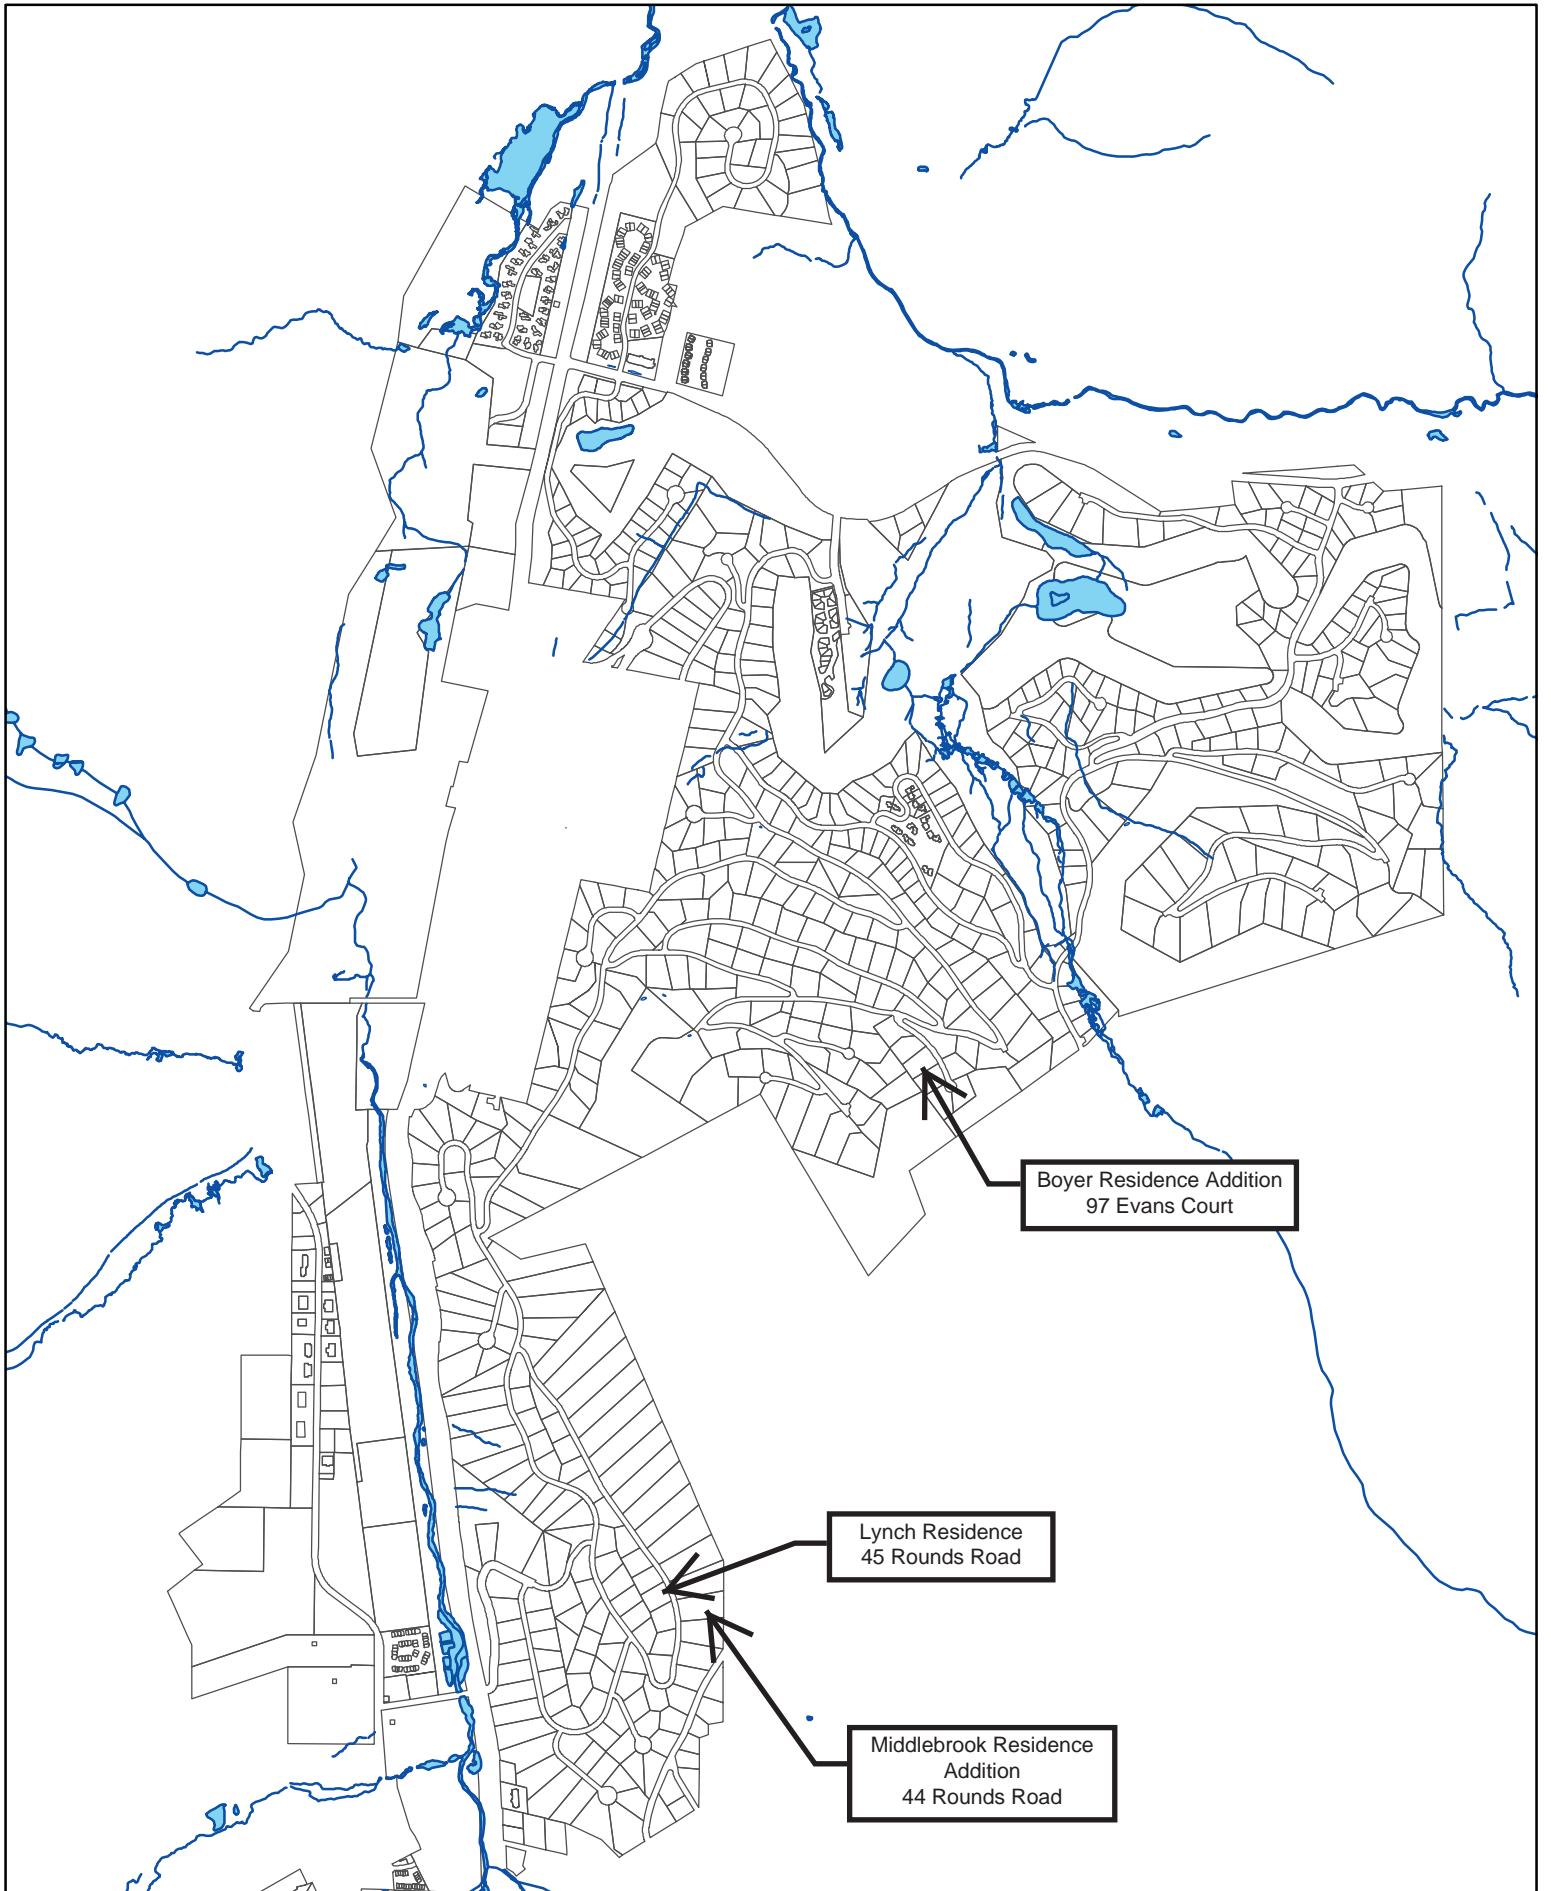 Boyer Residence Addition
97 Evans Court
Lynch Residence
45 Rounds Road
Middlebrook Residence
Addition
44 Rounds Road